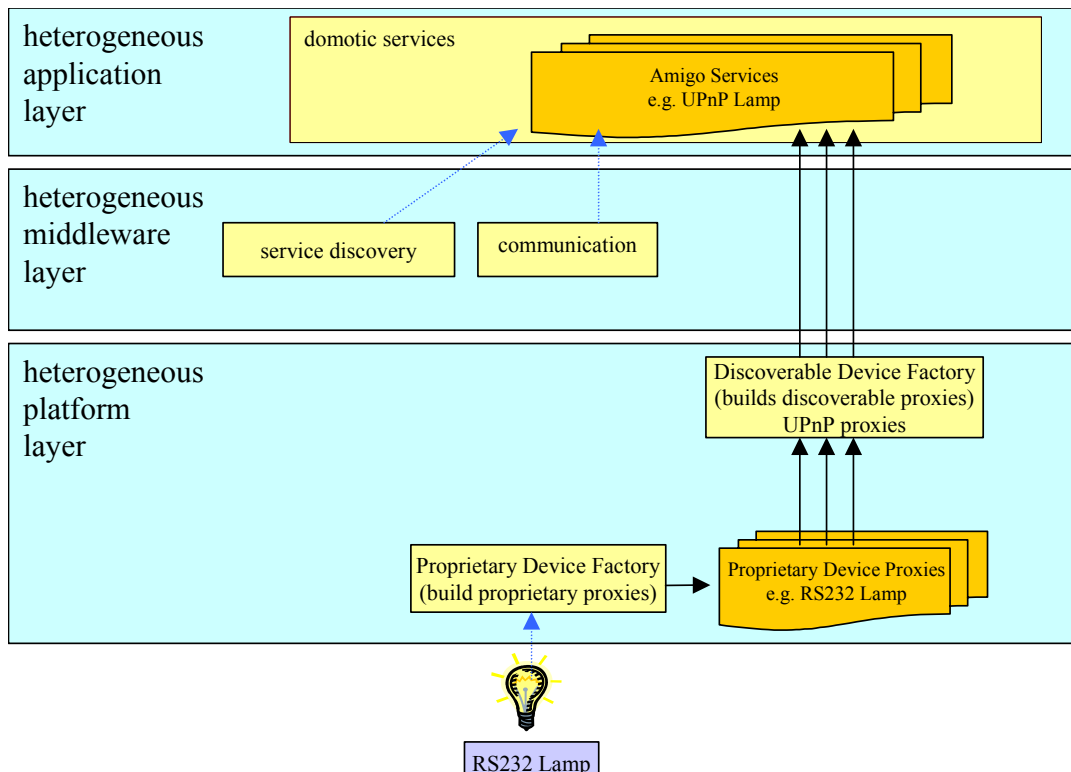 heterogeneous
application
layer
domotic services
Amigo Services
e.g. UPnP Lamp
heterogeneous
middleware
layer
service discovery
communication
heterogeneous
platform
layer
Discoverable Device Factory
(builds discoverable proxies)
UPnP proxies
Proprietary Device Factory
(build proprietary proxies)
Proprietary Device Proxies
e.g. RS232 Lamp
RS232 Lamp